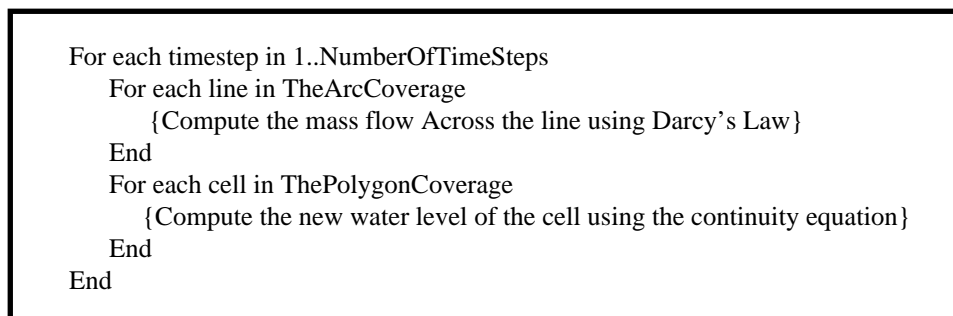 For each timestep in 1..NumberOfTimeSteps
For each line in TheArcCoverage
{Compute the mass flow Across the line using Darcy’s Law}
End
For each cell in ThePolygonCoverage
{Compute the new water level of the cell using the continuity equation}
End
End